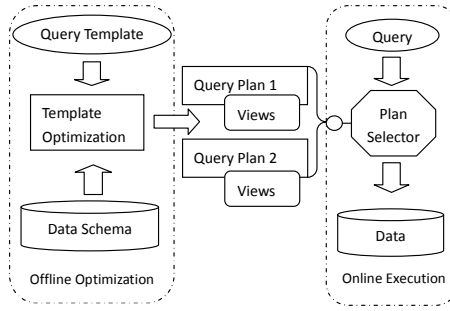 Query Template
Template
Optimization
Data Schema
Offline Optimization
Query Plan 1
Views
Query Plan 2
Views
Query
Plan
Selector
Data
Online Execution